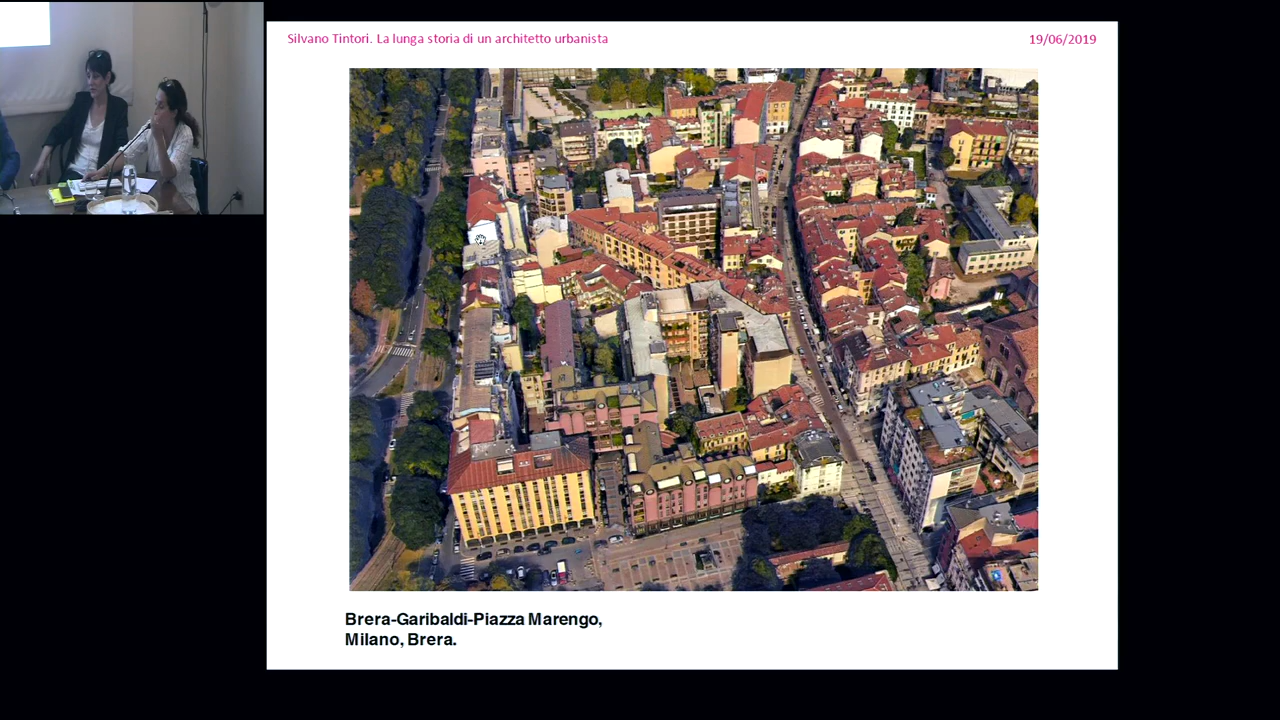 Silvano Tintori. La lunga storia di un architetto urbanista
19/06/2019
Brera-Garibaldi-Piazza Marengo,
Milano, Brera.